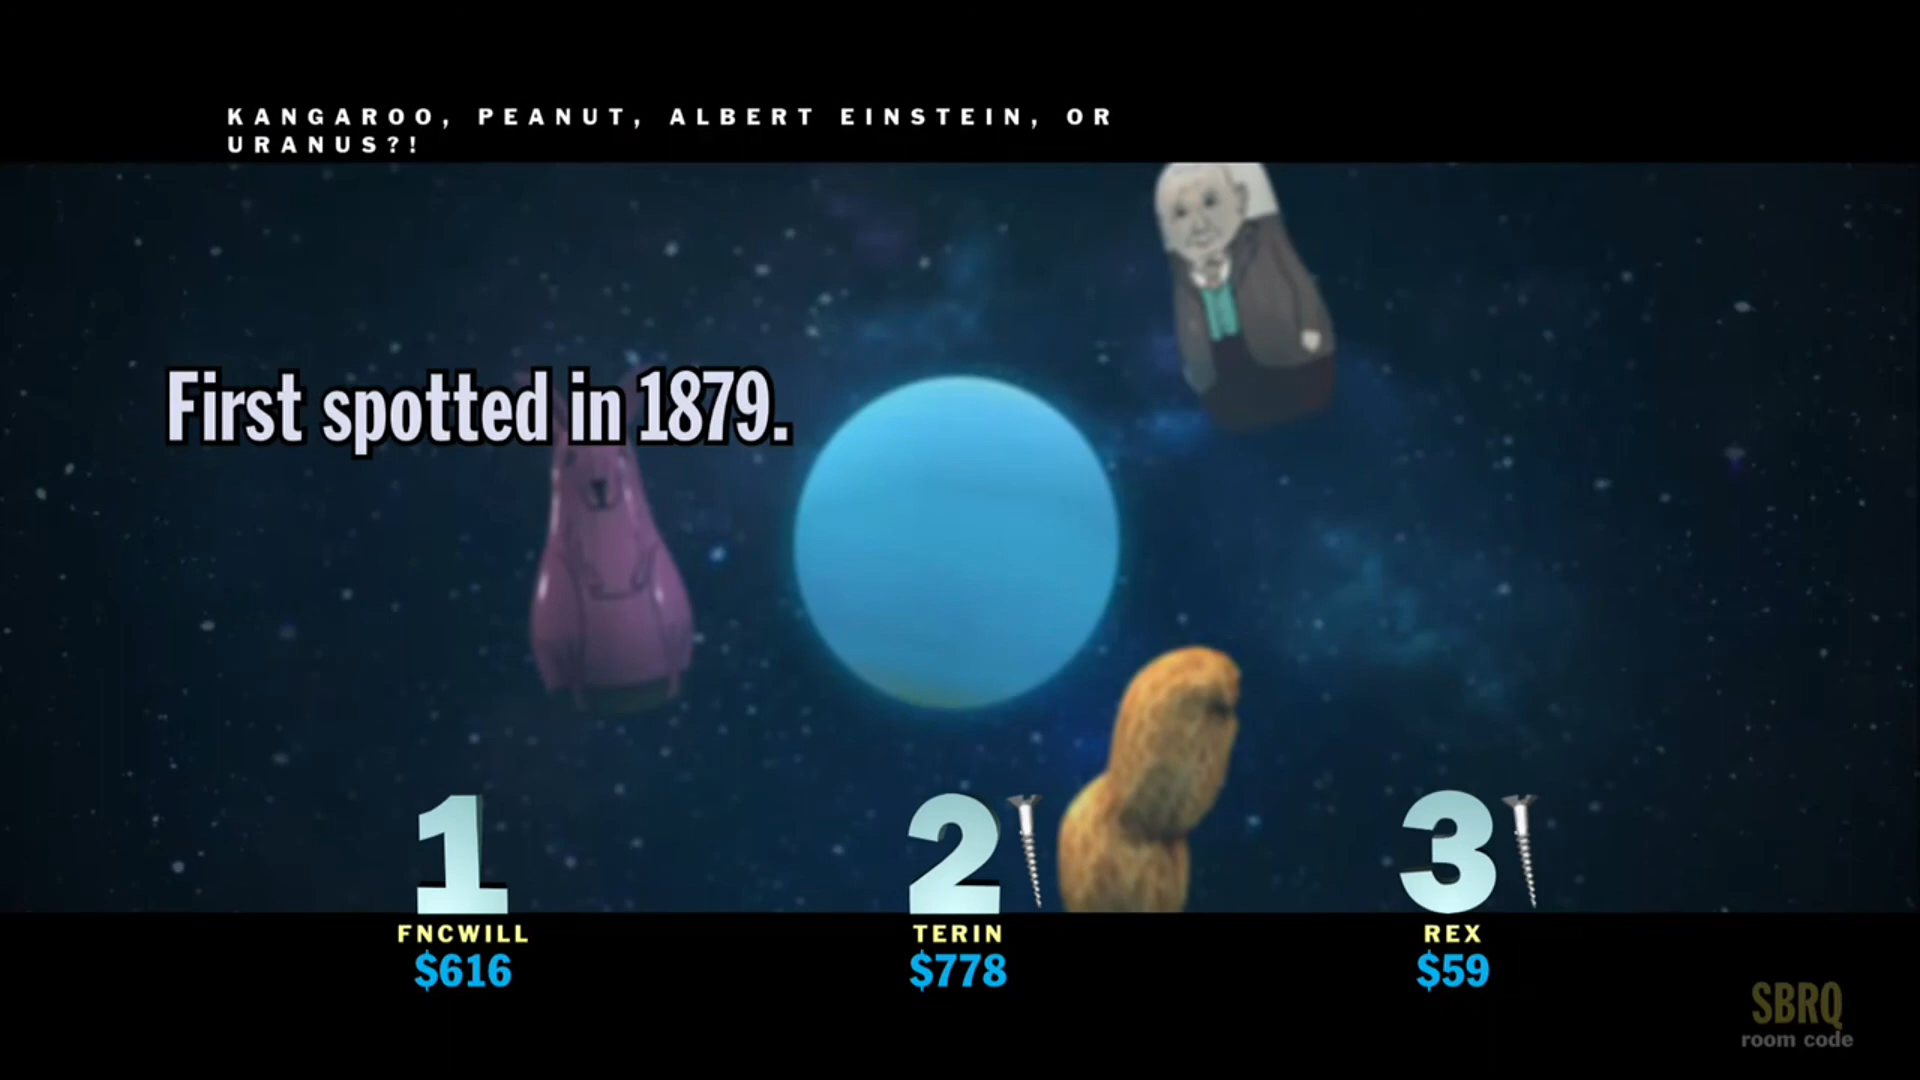 KANGAROO, PEANUT, ALBERT EINSTEIN, OR
URANUS?!
First spotted in 1879.
1
2
3
FNCWILL
TERIN
REX
$616
$778
$59
SBRQ
room code